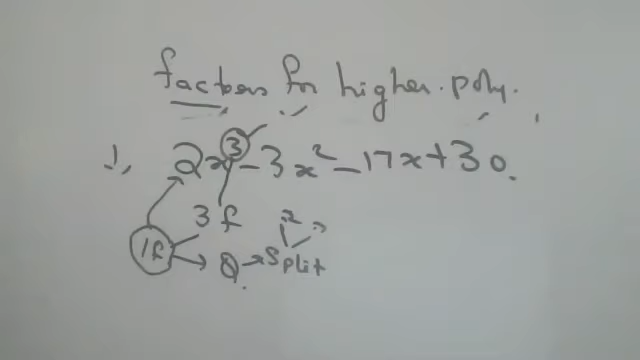 factors for higher. poly.
1, 2x³ - 3x² - 17x + 30.
3 f
1f Q. → Split